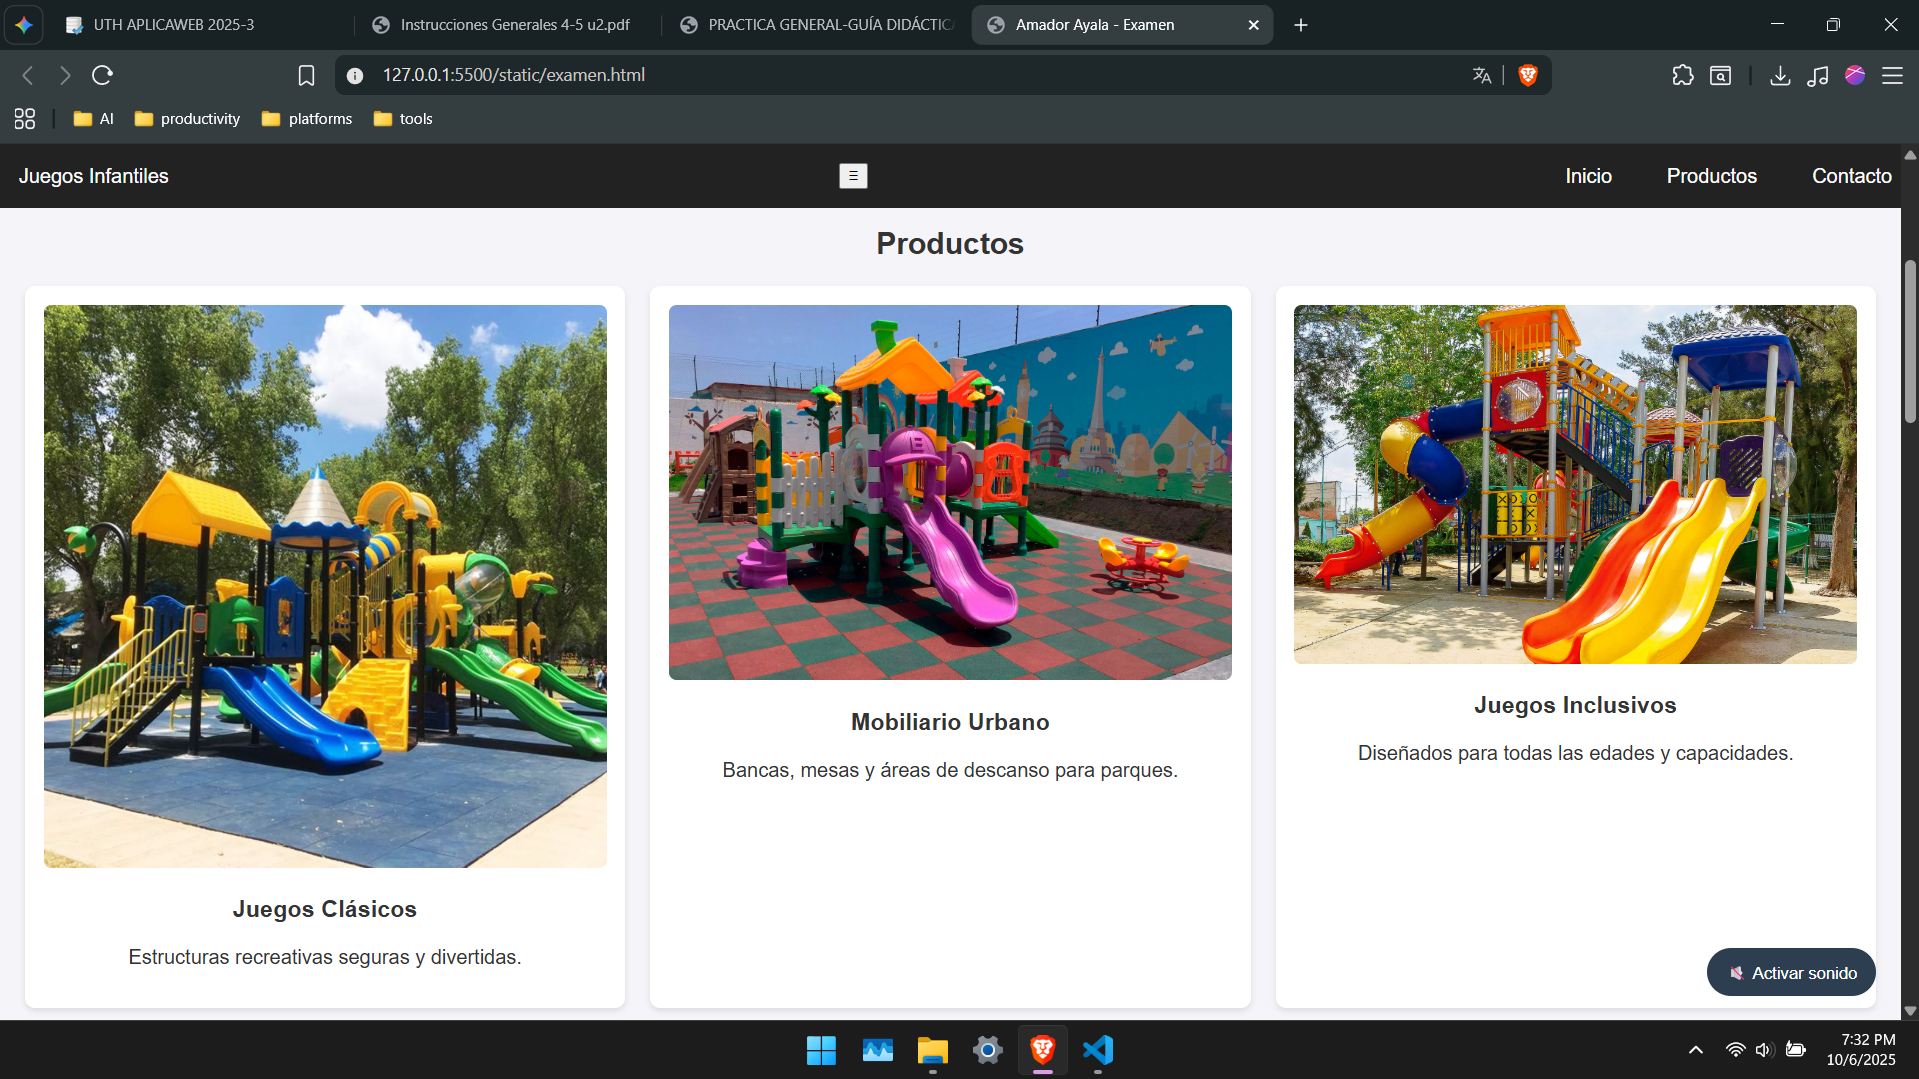 UTH APLICAWEB 2025-3
Instrucciones Generales 4-5 u2.pdf
PRACTICA GENERAL-GUÍA DIDÁCTIC
Amador Ayala - Examen
127.0.0.1:5500/static/examen.html
AI
productivity
platforms
tools
Juegos Infantiles
☰
Inicio
Productos
Contacto
Productos
Juegos Clásicos
Estructuras recreativas seguras y divertidas.
Mobiliario Urbano
Bancas, mesas y áreas de descanso para parques.
Juegos Inclusivos
Diseñados para todas las edades y capacidades.
Activar sonido
7:32 PM
10/6/2025